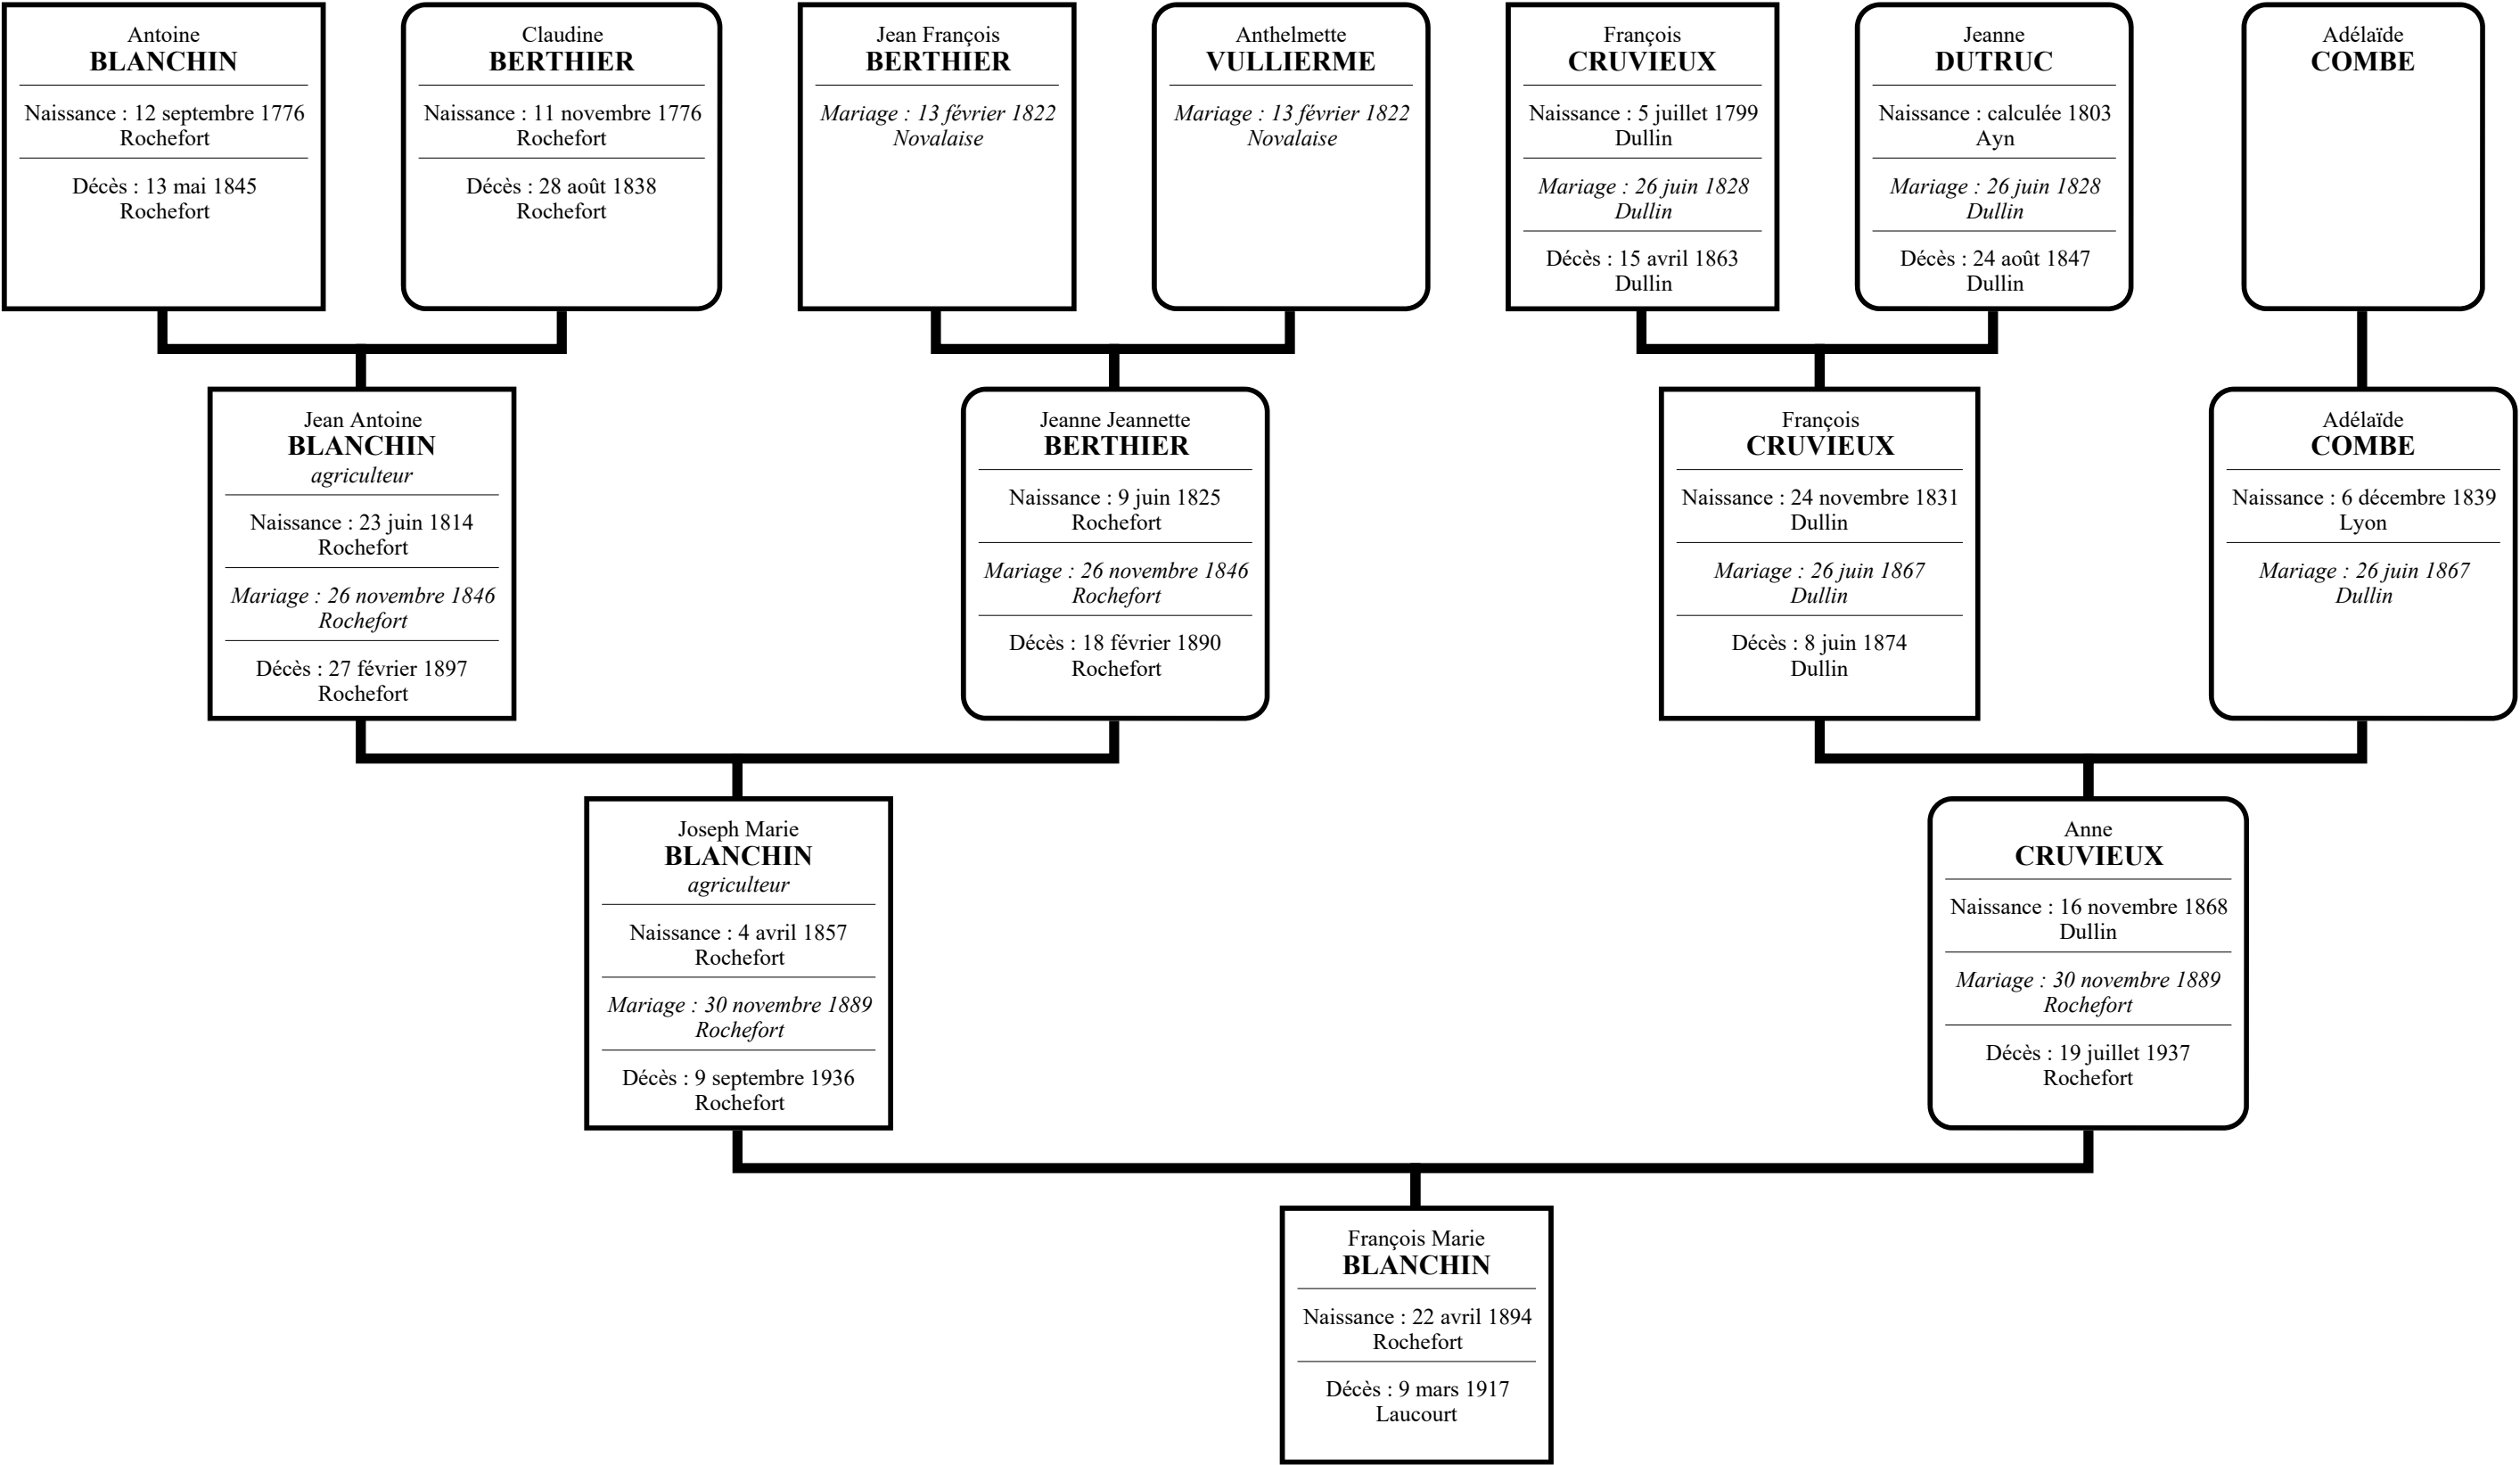 Antoine
BLANCHIN
Naissance : 12 septembre 1776
Rochefort
Décès : 13 mai 1845
Rochefort
Claudine
BERTHIER
Naissance : 11 novembre 1776
Rochefort
Décès : 28 août 1838
Rochefort
Jean François
BERTHIER
Mariage : 13 février 1822
Novalaise
Anthelmette
VULLIERME
Mariage : 13 février 1822
Novalaise
François
CRUVIEUX
Naissance : 5 juillet 1799
Dullin
Mariage : 26 juin 1828
Dullin
Décès : 15 avril 1863
Dullin
Jeanne
DUTRUC
Naissance : calculée 1803
Ayn
Mariage : 26 juin 1828
Dullin
Décès : 24 août 1847
Dullin
Adélaïde
COMBE
Jean Antoine
BLANCHIN
agriculteur
Naissance : 23 juin 1814
Rochefort
Mariage : 26 novembre 1846
Rochefort
Décès : 27 février 1897
Rochefort
Jeanne Jeannette
BERTHIER
Naissance : 9 juin 1825
Rochefort
Mariage : 26 novembre 1846
Rochefort
Décès : 18 février 1890
Rochefort
François
CRUVIEUX
Naissance : 24 novembre 1831
Dullin
Mariage : 26 juin 1867
Dullin
Décès : 8 juin 1874
Dullin
Adélaïde
COMBE
Naissance : 6 décembre 1839
Lyon
Mariage : 26 juin 1867
Dullin
Joseph Marie
BLANCHIN
agriculteur
Naissance : 4 avril 1857
Rochefort
Mariage : 30 novembre 1889
Rochefort
Décès : 9 septembre 1936
Rochefort
Anne
CRUVIEUX
Naissance : 16 novembre 1868
Dullin
Mariage : 30 novembre 1889
Rochefort
Décès : 19 juillet 1937
Rochefort
François Marie
BLANCHIN
Naissance : 22 avril 1894
Rochefort
Décès : 9 mars 1917
Laucourt